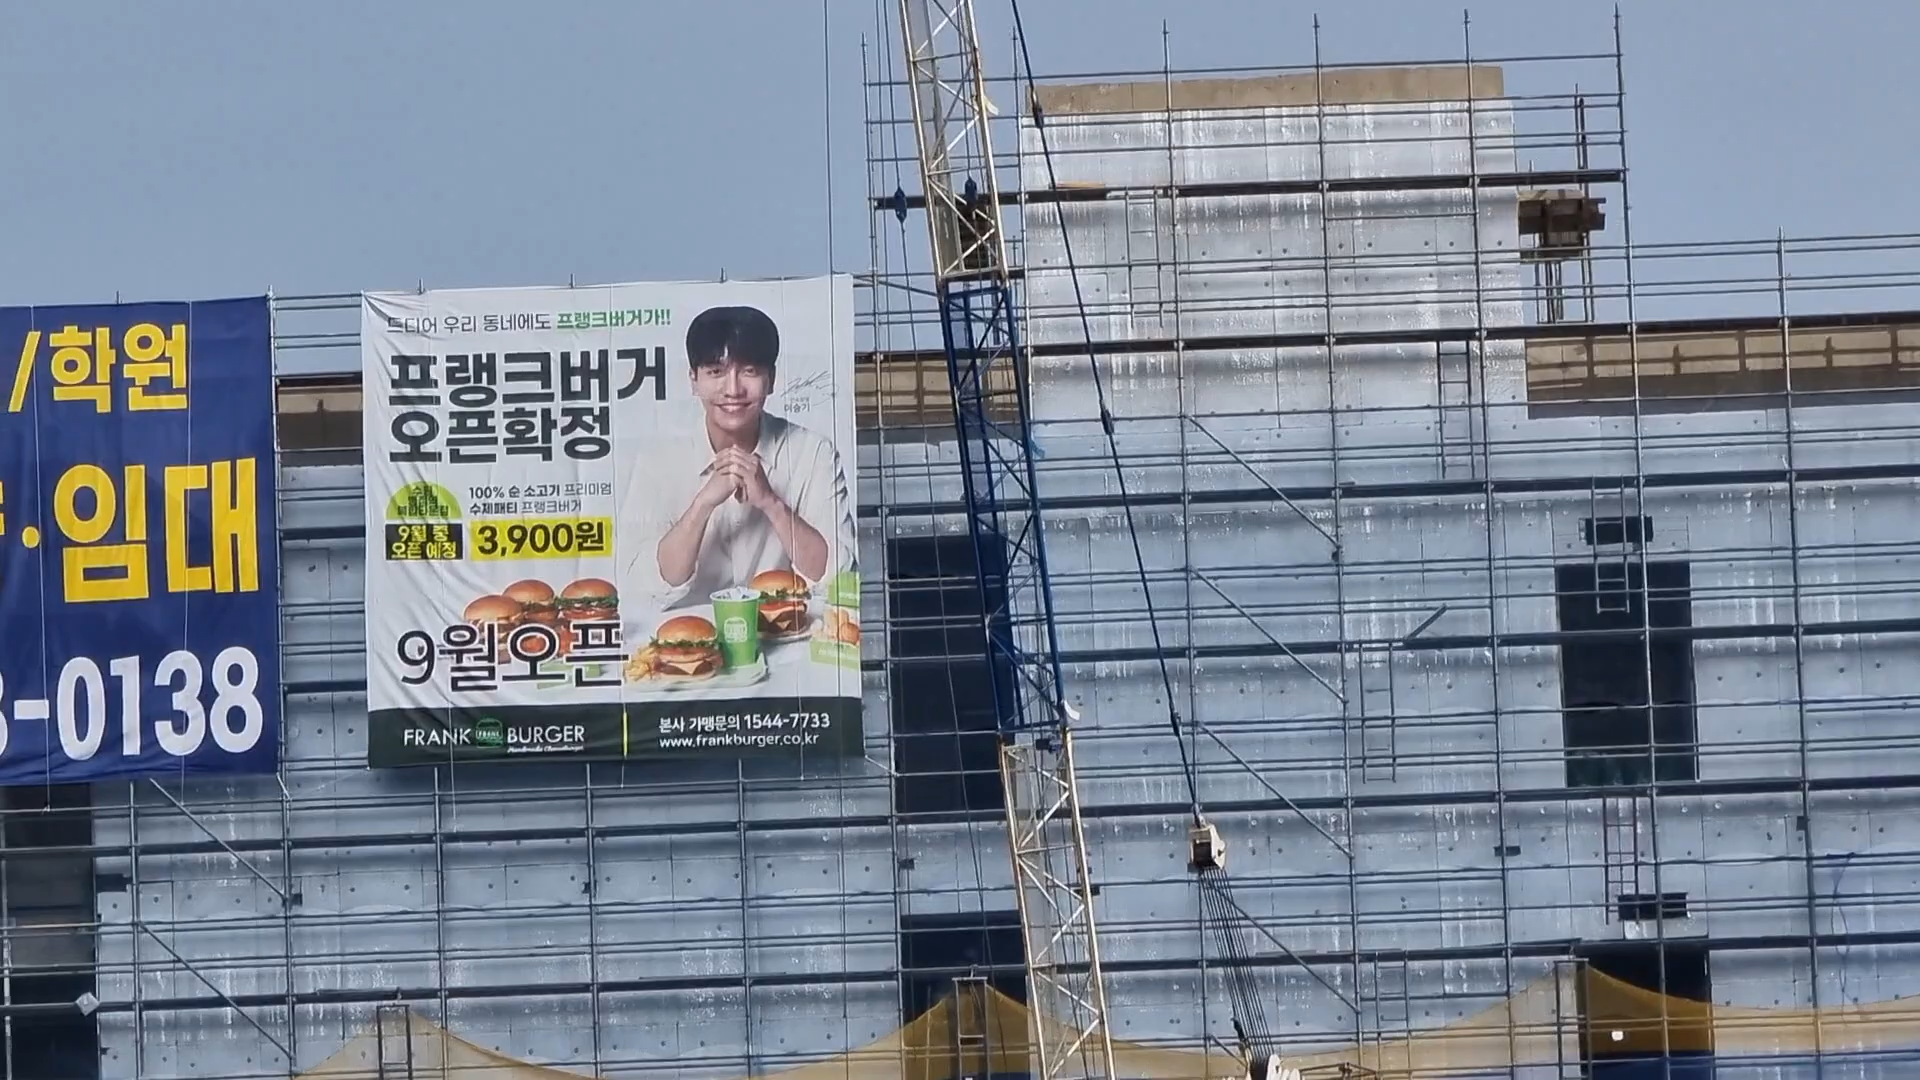 /학원
·임대
-0138
드디어 우리 동네에도 프랭크버거가!!
프랭크버거
오픈확정
이승기
100% 순 소고기 프리미엄
수제패티 프랭크버거
9월 중
오픈 예정
3,900원
9월오픈
FRANK BURGER
본사 가맹문의 1544-7733
www.frankburger.co.kr